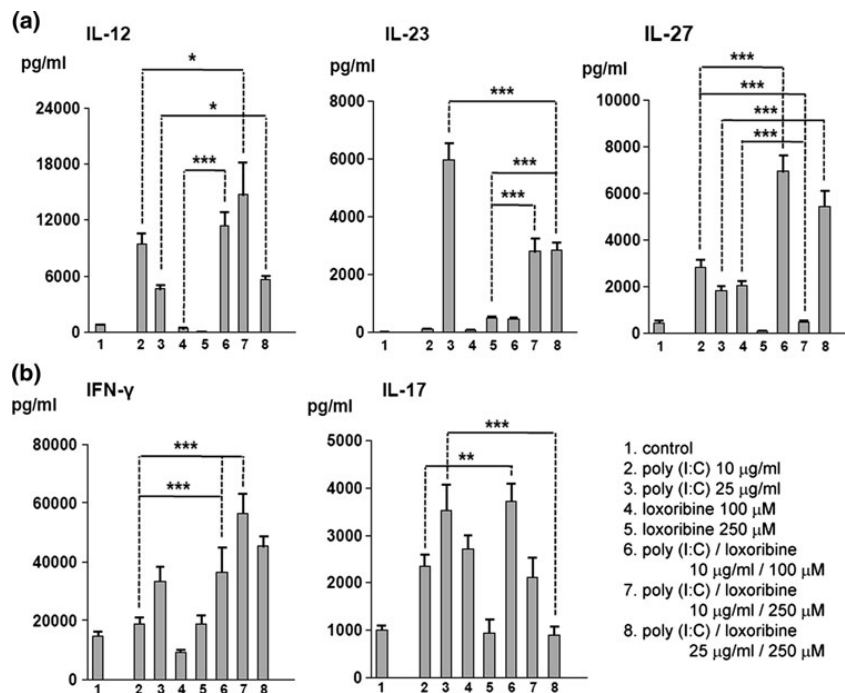 (a)
IL-12
pg/ml
24000
18000
12000
6000
0
1 2 3 4 5 6 7 8
*
*
***
IL-23
pg/ml
8000
6000
4000
2000
0
1 2 3 4 5 6 7 8
***
***
***
IL-27
pg/ml
10000
8000
6000
4000
2000
0
1 2 3 4 5 6 7 8
***
***
***
***
(b)
IFN-γ
pg/ml
80000
60000
40000
20000
0
1 2 3 4 5 6 7 8
***
***
IL-17
pg/ml
5000
4000
3000
2000
1000
0
1 2 3 4 5 6 7 8
***
**
1. control
2. poly (I:C) 10 μg/ml
3. poly (I:C) 25 μg/ml
4. loxoribine 100 μM
5. loxoribine 250 μM
6. poly (I:C) / loxoribine
10 μg/ml / 100 μM
7. poly (I:C) / loxoribine
10 μg/ml / 250 μM
8. poly (I:C) / loxoribine
25 μg/ml / 250 μM